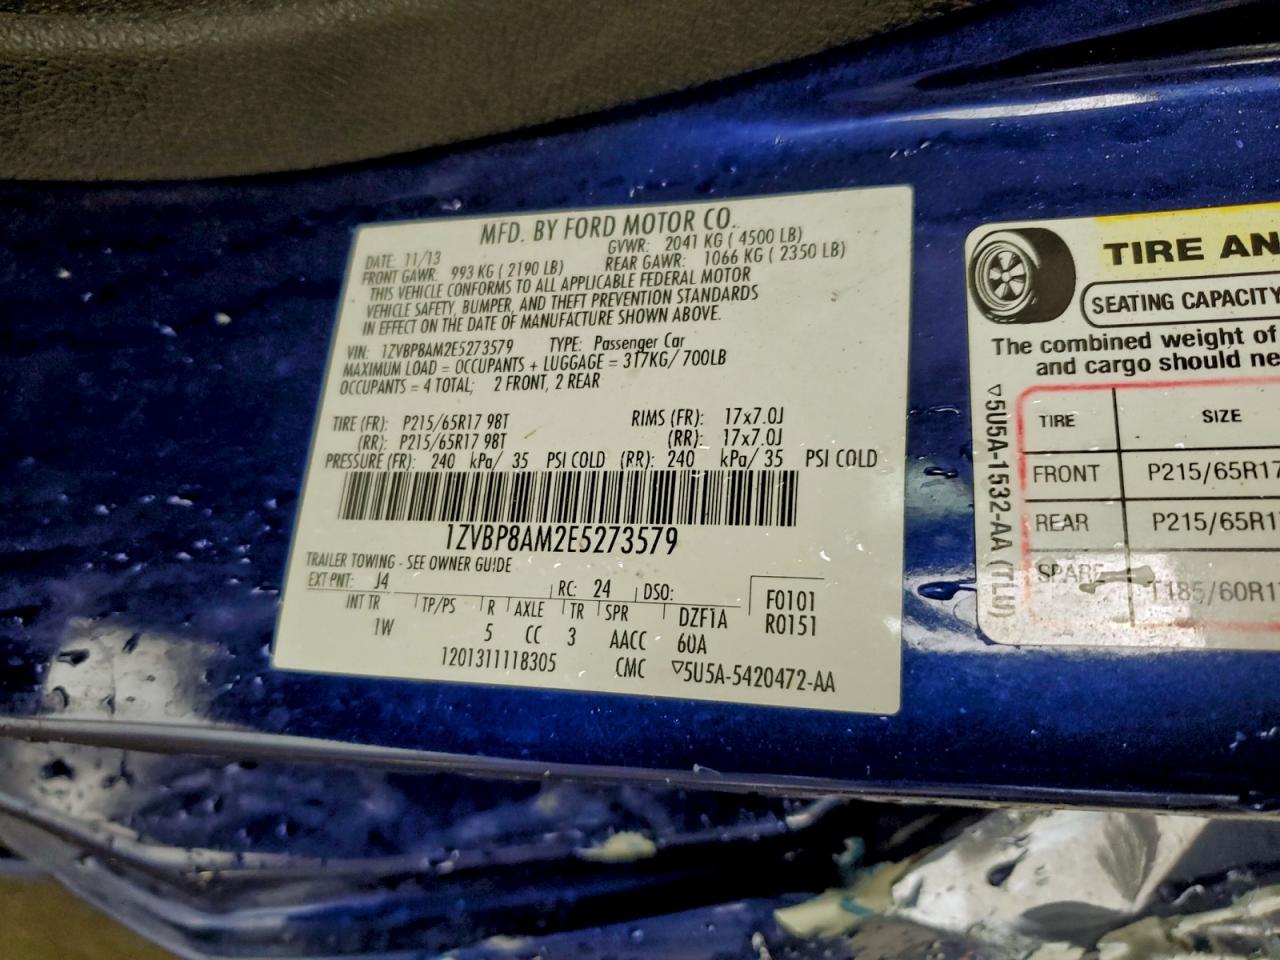 MFD. BY FORD MOTOR CO.
DATE: 11/13
GVWR: 2041 KG ( 4500 LB)
FRONT GAWR: 993 KG ( 2190 LB)
REAR GAWR: 1066 KG ( 2350 LB)
THIS VEHICLE CONFORMS TO ALL APPLICABLE FEDERAL MOTOR
VEHICLE SAFETY, BUMPER, AND THEFT PREVENTION STANDARDS
IN EFFECT ON THE DATE OF MANUFACTURE SHOWN ABOVE.
VIN: 1ZVBP8AM2E5273579 TYPE: Passenger Car
MAXIMUM LOAD = OCCUPANTS + LUGGAGE = 317KG/ 700LB
OCCUPANTS = 4 TOTAL; 2 FRONT, 2 REAR
TIRE (FR): P215/65R17 98T RIMS (FR): 17x7.0J
(RR): P215/65R17 98T (RR): 17x7.0J
PRESSURE (FR): 240 kPa/ 35 PSI COLD (RR): 240 kPa/ 35 PSI COLD
1ZVBP8AM2E5273579
TRAILER TOWING - SEE OWNER GUIDE
EXT PNT: J4 RC: 24 DSO: F0101
INT TR TP/PS R AXLE TR SPR DZF1A R0151
1W 5 CC 3 AACC 60A
1201311118305 CMC ▽5U5A-5420472-AA
TIRE AN
SEATING CAPACITY
The combined weight of
and cargo should ne
TIRE SIZE
FRONT P215/65R17
REAR P215/65R17
SPARE T185/60R1
▽5U5A-1532-AA (TLU)